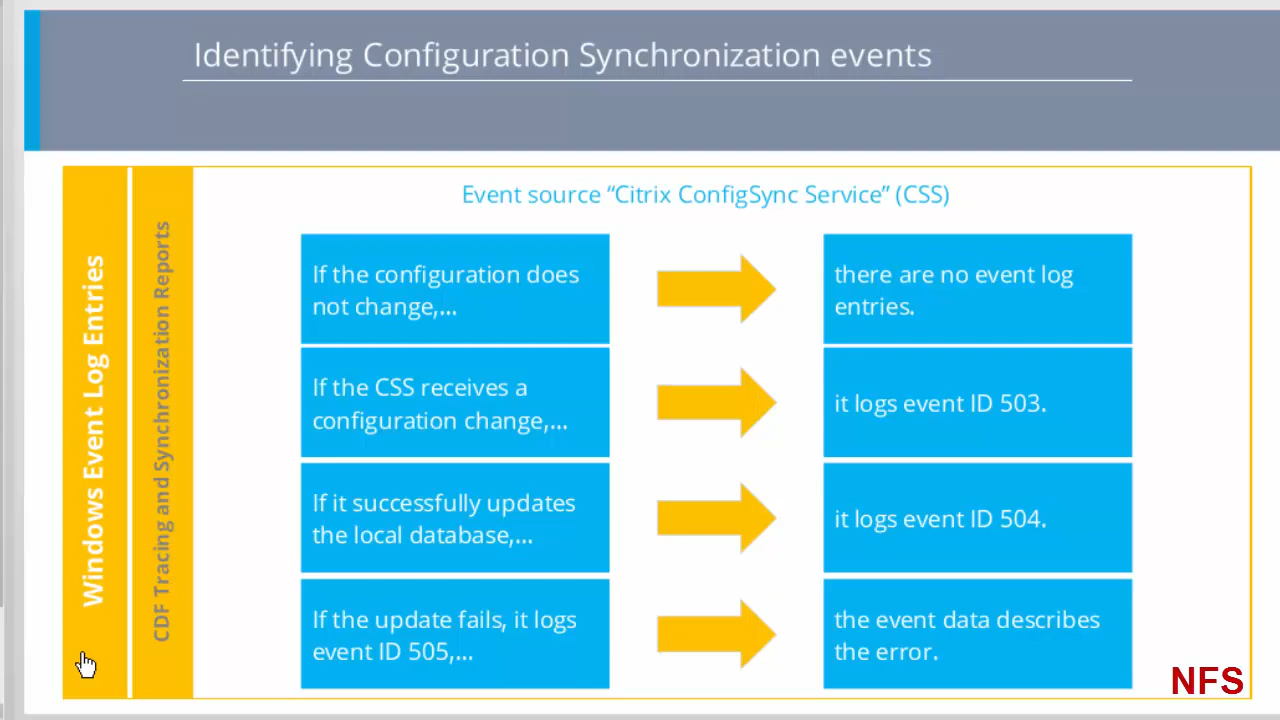 Identifying Configuration Synchronization events
Windows Event Log Entries
CDF Tracing and Synchronization Reports
Event source “Citrix ConfigSync Service” (CSS)
If the configuration does
not change,...
there are no event log
entries.
If the CSS receives a
configuration change,...
it logs event ID 503.
If it successfully updates
the local database,...
it logs event ID 504.
If the update fails, it logs
event ID 505,...
the event data describes
the error.
NFS